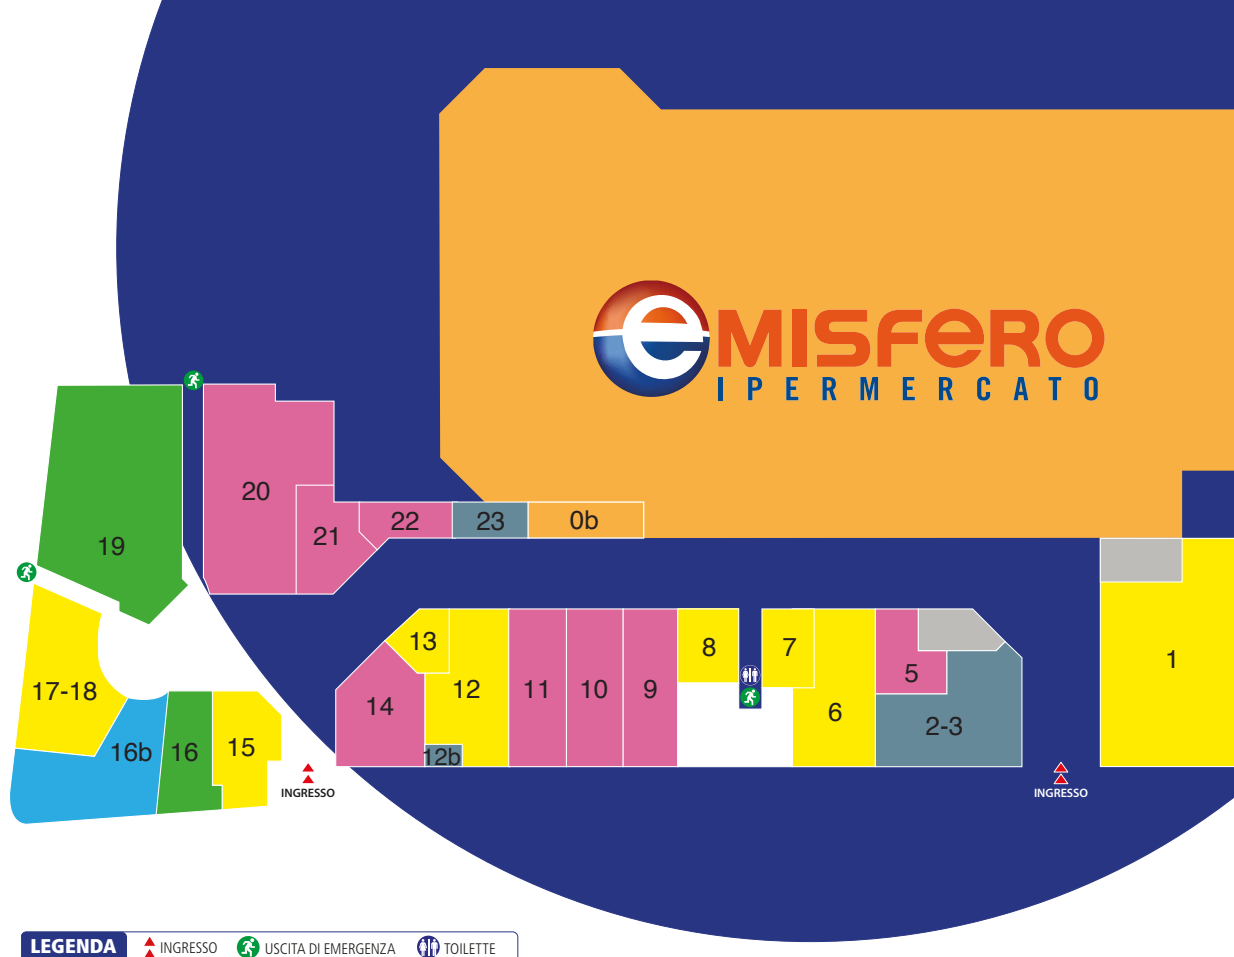 eMISFERO
IPERMERCATO
20
22
23
0b
21
19
13
8
7
1
17-18
12
11
10
9
5
14
6
2-3
16b
16
15
12b
INGRESSO
INGRESSO
LEGENDA
INGRESSO
USCITA DI EMERGENZA
TOILETTE